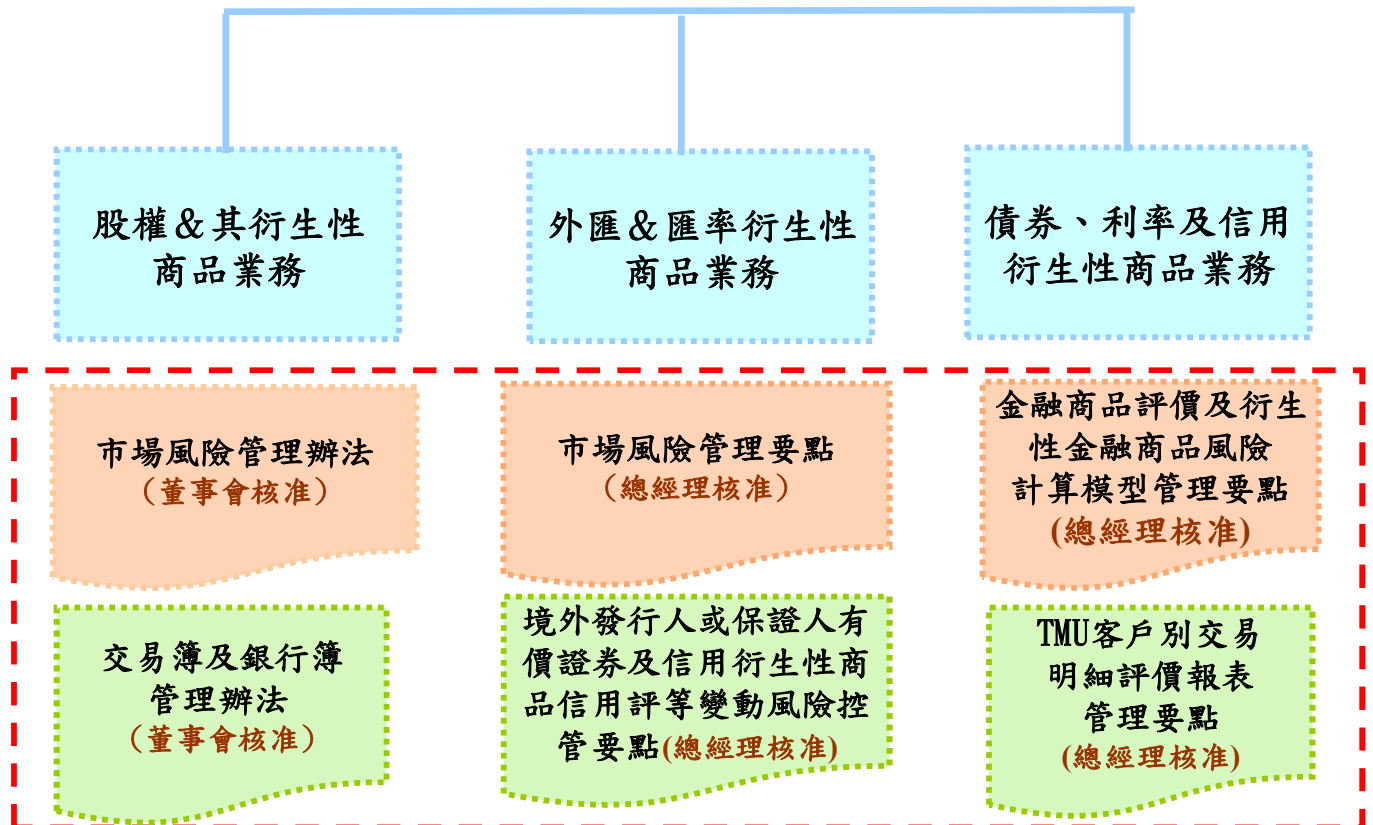 股權＆其衍生性
商品業務
外匯＆匯率衍生性
商品業務
債券、利率及信用
衍生性商品業務
市場風險管理辦法
（董事會核准）
市場風險管理要點
（總經理核准）
金融商品評價及衍生
性金融商品風險
計算模型管理要點
(總經理核准)
交易簿及銀行簿
管理辦法
（董事會核准）
境外發行人或保證人有
價證券及信用衍生性商
品信用評等變動風險控
管要點(總經理核准)
TMU客戶別交易
明細評價報表
管理要點
(總經理核准)